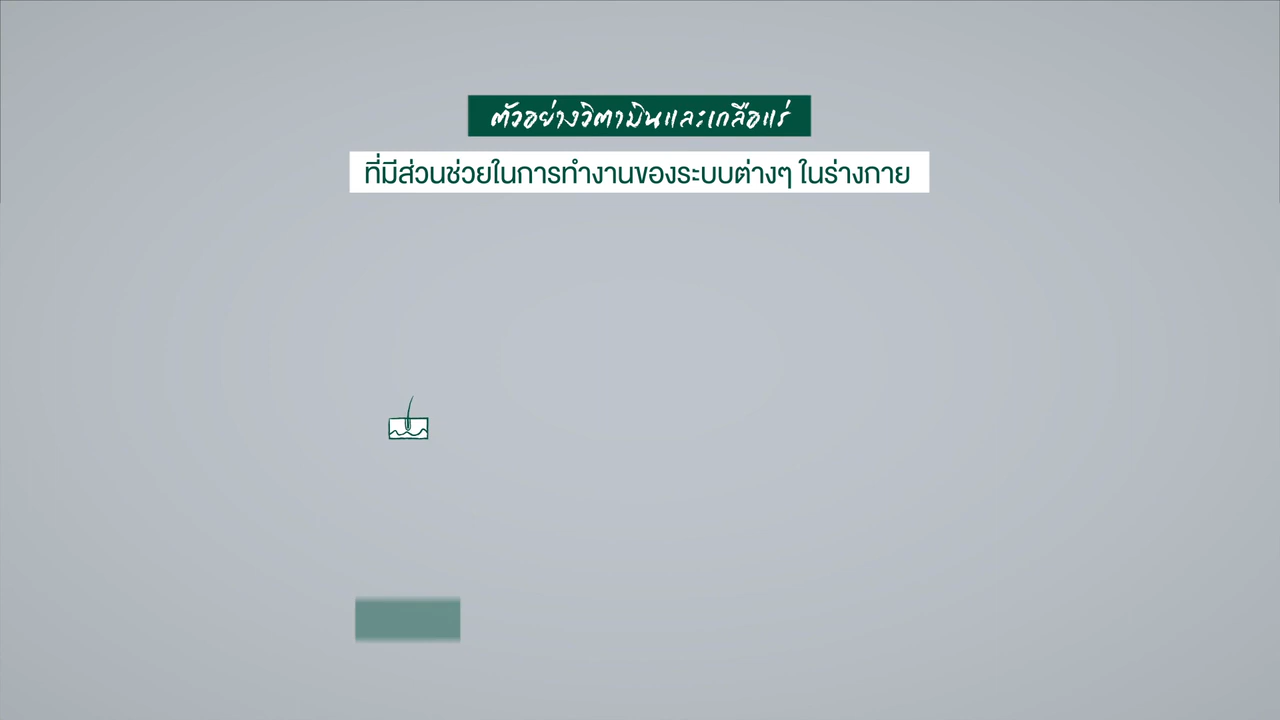 ตัวอย่างวิตามินและเกลือแร่
ที่มีส่วนช่วยในการทำงานของระบบต่างๆ ในร่างกาย